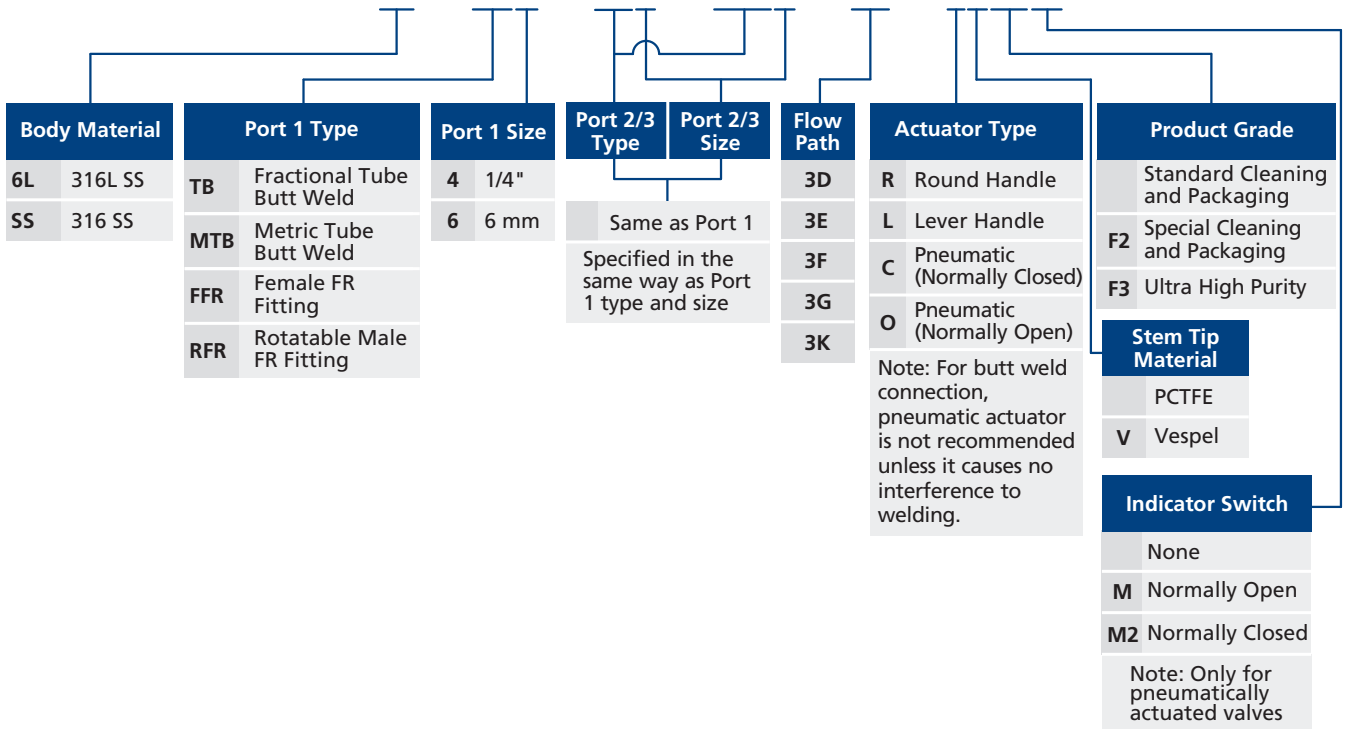 Body Material
6L 316L SS
SS 316 SS
Port 1 Type
TB Fractional Tube
Butt Weld
MTB Metric Tube
Butt Weld
FFR Female FR
Fitting
RFR Rotatable Male
FR Fitting
Port 1 Size
4 1/4"
6 6 mm
Port 2/3
Type
Port 2/3
Size
Same as Port 1
Specified in the
same way as Port
1 type and size
Flow
Path
3D
3E
3F
3G
3K
Actuator Type
R Round Handle
L Lever Handle
C Pneumatic
(Normally Closed)
O Pneumatic
(Normally Open)
Note: For butt weld
connection,
pneumatic actuator
is not recommended
unless it causes no
interference to
welding.
Product Grade
Standard Cleaning
and Packaging
F2 Special Cleaning
and Packaging
F3 Ultra High Purity
Stem Tip
Material
PCTFE
V Vespel
Indicator Switch
None
M Normally Open
M2 Normally Closed
Note: Only for
pneumatically
actuated valves